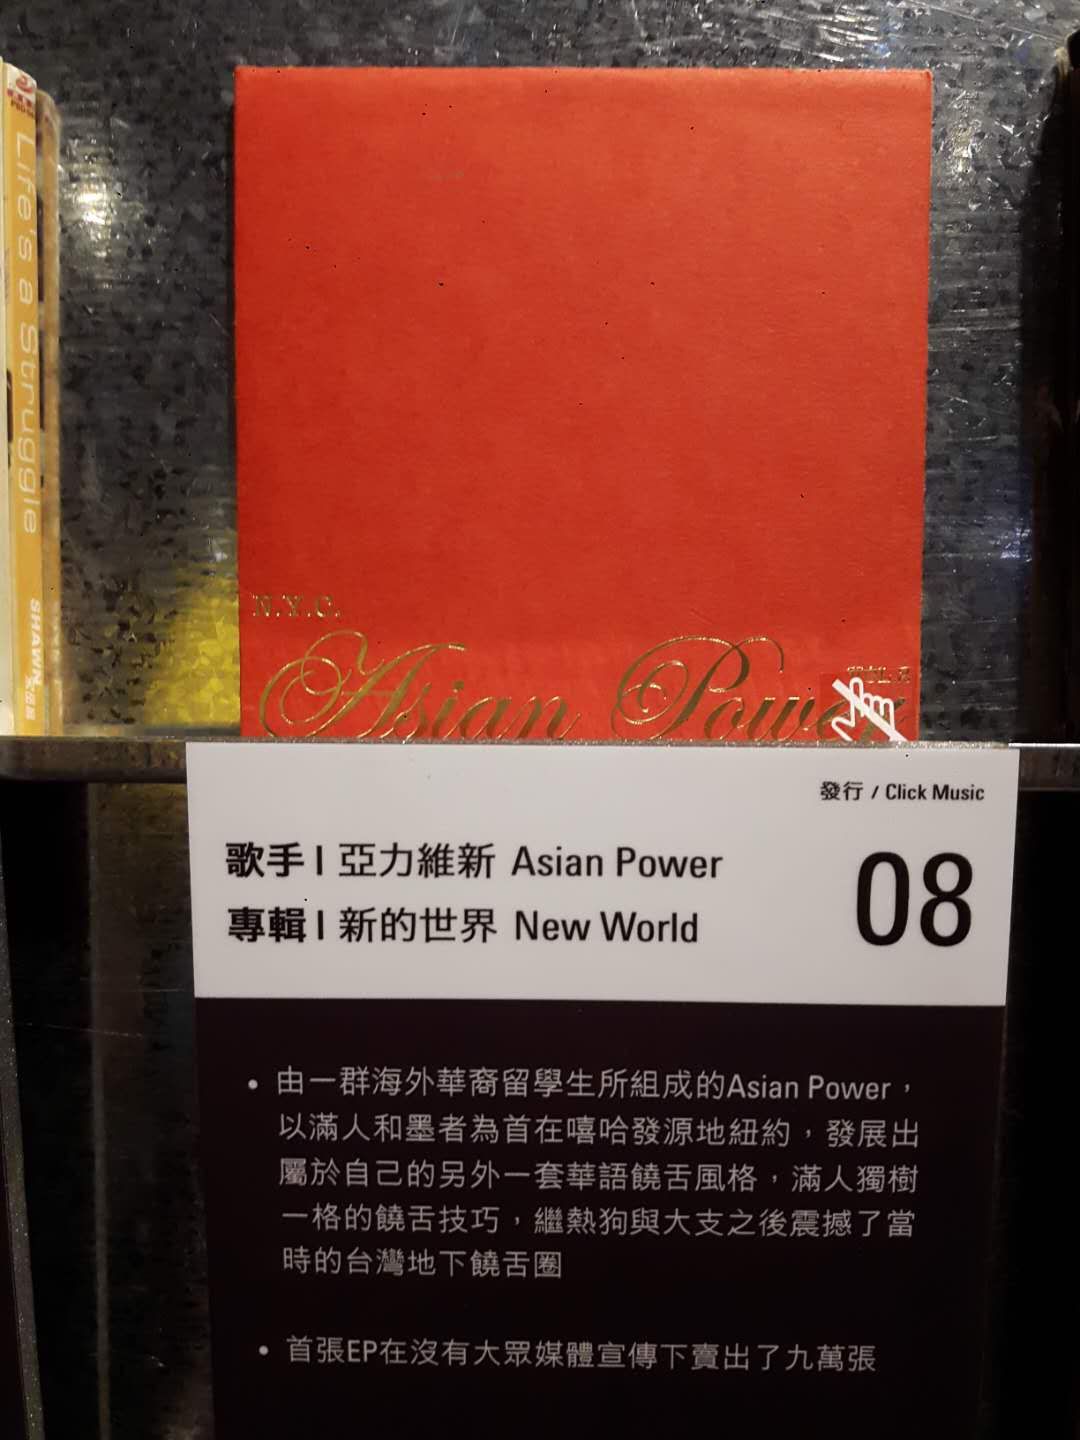 Life's a Struggle
SHAWN
N.Y.C.
Asian Power
發行 / Click Music
歌手 | 亞力維新 Asian Power
08
專輯 | 新的世界 New World
• 由一群海外華裔留學生所組成的Asian Power，
以滿人和墨者為首在嘻哈發源地紐約，發展出
屬於自己的另外一套華語饒舌風格，滿人獨樹
一格的饒舌技巧，繼熱狗與大支之後震撼了當
時的台灣地下饒舌圈
• 首張EP在沒有大眾媒體宣傳下賣出了九萬張